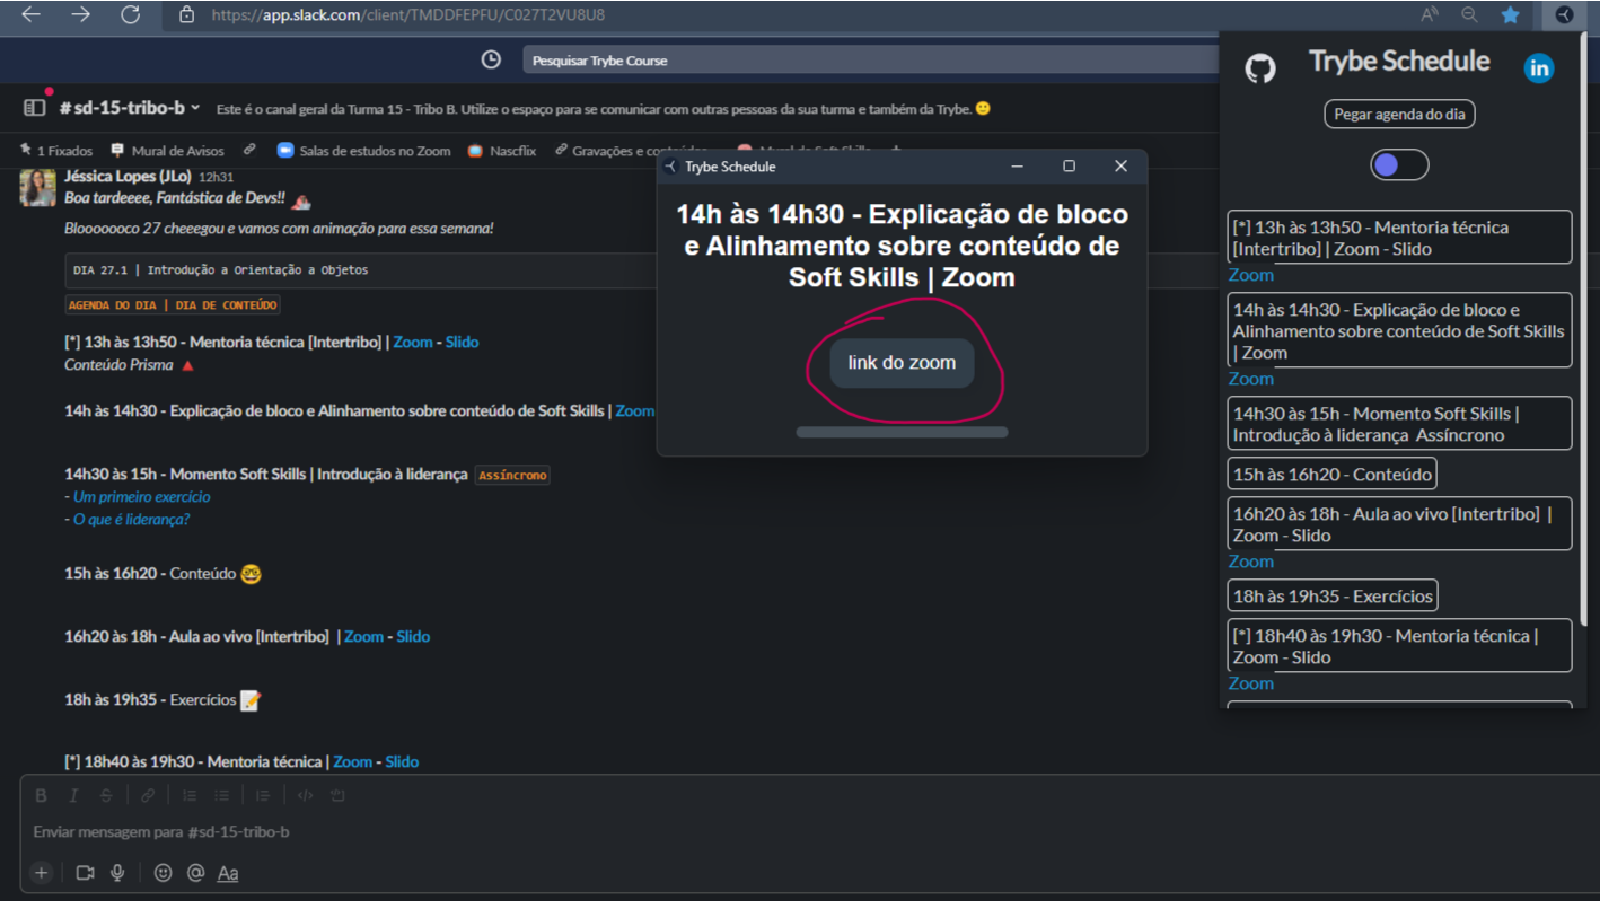 https://app.slack.com/client/TMDDFEPFU/C027T2VU8U8
Pesquisar Trybe Course
# sd-15-tribo-b
Este é o canal geral da Turma 15 - Tribo B. Utilize o espaço para se comunicar com outras pessoas da sua turma e também da Trybe.
1 Fixados
Mural de Avisos
Salas de estudos no Zoom
Nascflix
Gravações e conteúdos
Mural de Soft Skills
Jéssica Lopes (JLo) 12h31
Boa tardeeee, Fantástica de Devs!!
Blooooooco 27 cheeegou e vamos com animação para essa semana!
DIA 27.1 | Introdução a Orientação a Objetos
AGENDA DO DIA | DIA DE CONTEÚDO
[*] 13h às 13h50 - Mentoria técnica [Intertribo] | Zoom - Slido
Conteúdo Prisma
14h às 14h30 - Explicação de bloco e Alinhamento sobre conteúdo de Soft Skills | Zoom
14h30 às 15h - Momento Soft Skills | Introdução à liderança Assíncrono
- Um primeiro exercício
- O que é liderança?
15h às 16h20 - Conteúdo
16h20 às 18h - Aula ao vivo [Intertribo] | Zoom - Slido
18h às 19h35 - Exercícios
[*] 18h40 às 19h30 - Mentoria técnica | Zoom - Slido
Enviar mensagem para #sd-15-tribo-b
Trybe Schedule
14h às 14h30 - Explicação de bloco
e Alinhamento sobre conteúdo de
Soft Skills | Zoom
link do zoom
Trybe Schedule
Pegar agenda do dia
[*] 13h às 13h50 - Mentoria técnica
[Intertribo] | Zoom - Slido
Zoom
14h às 14h30 - Explicação de bloco e
Alinhamento sobre conteúdo de Soft Skills
| Zoom
Zoom
14h30 às 15h - Momento Soft Skills |
Introdução à liderança Assíncrono
15h às 16h20 - Conteúdo
16h20 às 18h - Aula ao vivo [Intertribo] |
Zoom - Slido
Zoom
18h às 19h35 - Exercícios
[*] 18h40 às 19h30 - Mentoria técnica |
Zoom - Slido
Zoom